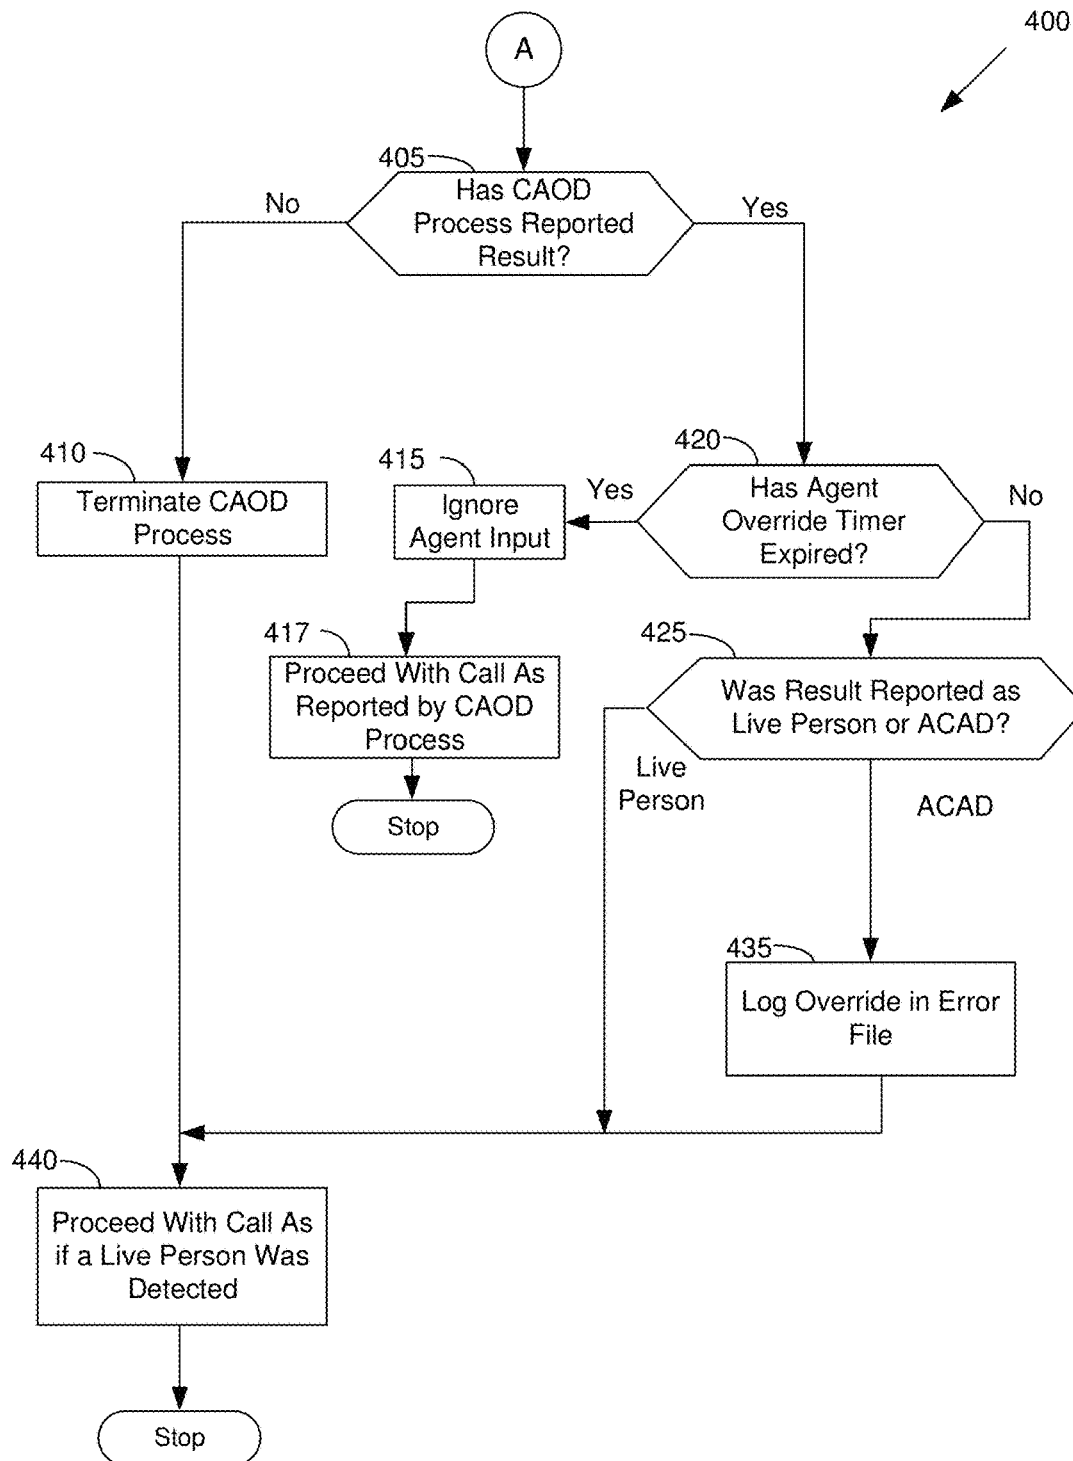 400
A
405
Has CAOD
Process Reported
Result?
No
Yes
410
Terminate CAOD
Process
415
Ignore
Agent Input
Yes
420
Has Agent
Override Timer
Expired?
No
417
Proceed With Call As
Reported by CAOD
Process
Stop
425
Was Result Reported as
Live Person or ACAD?
Live
Person
ACAD
435
Log Override in Error
File
440
Proceed With Call As
if a Live Person Was
Detected
Stop